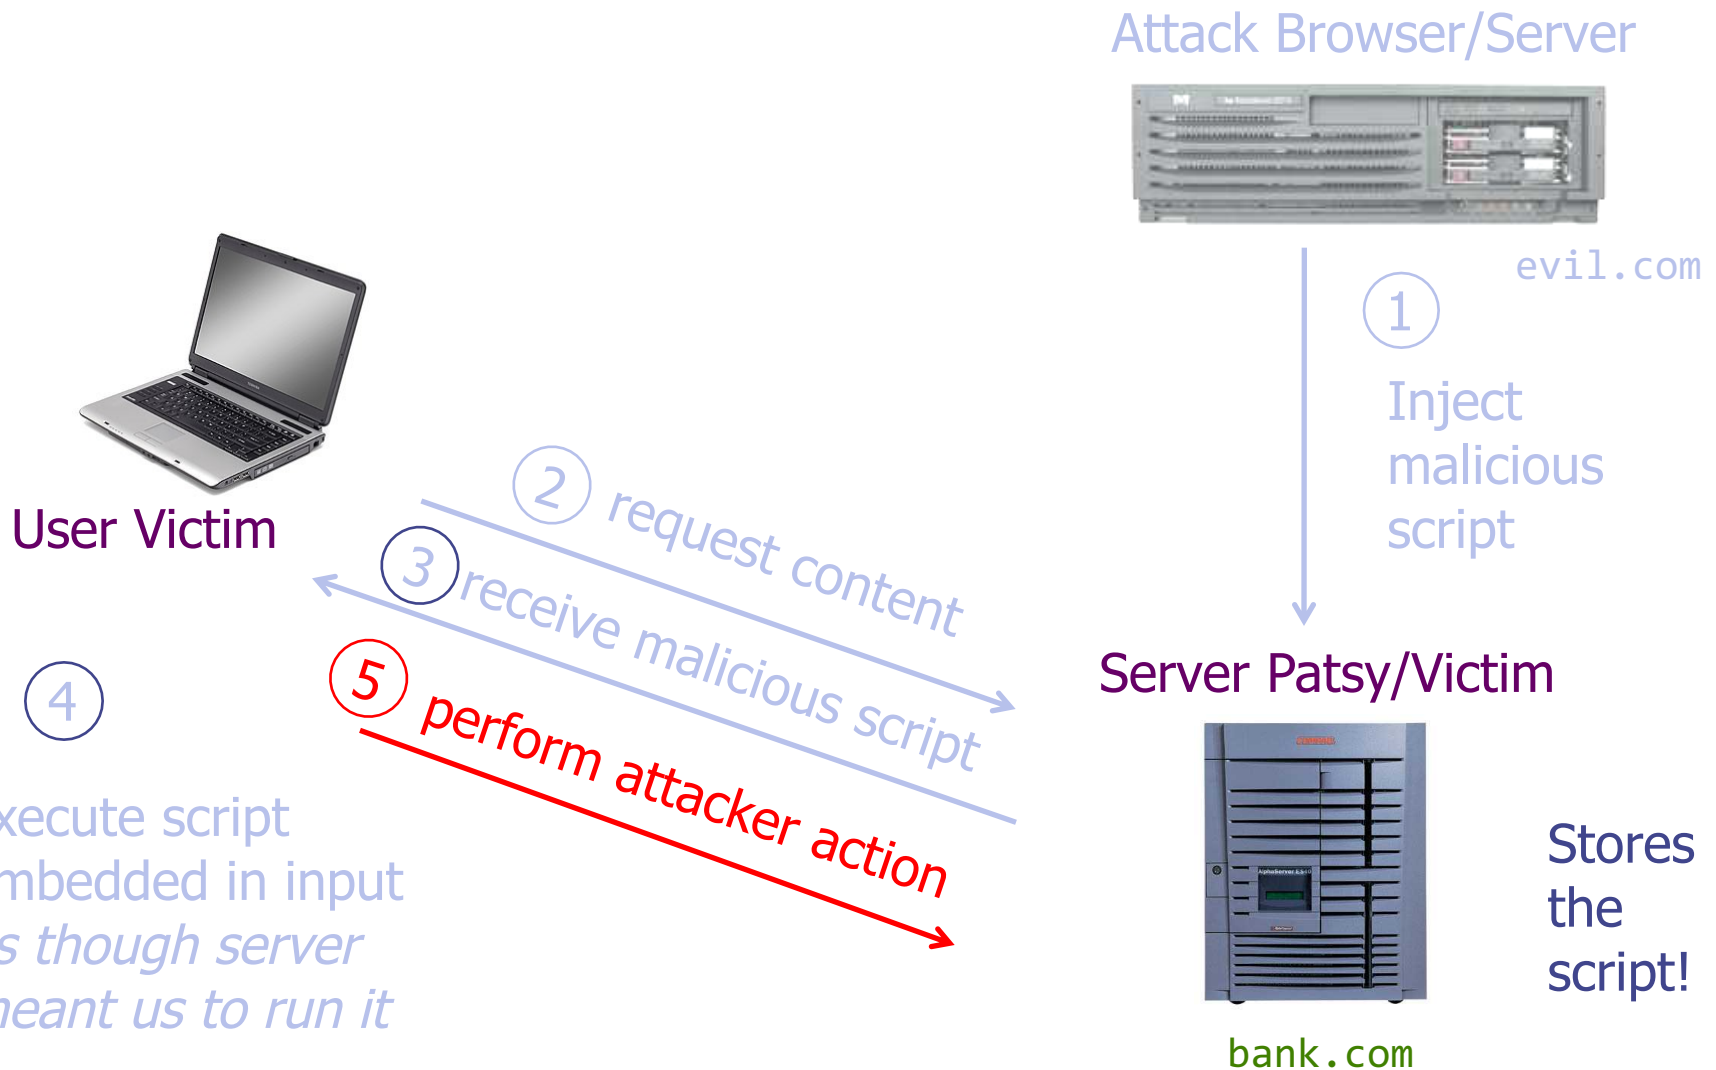 Attack Browser/Server
evil.com
1
Inject
malicious
script
User Victim
2 request content
3 receive malicious script
4
xecute script
mbedded in input
s though server
neant us to run it
5 perform attacker action
Server Patsy/Victim
AlphaServer ES40
Stores
the
script!
bank.com